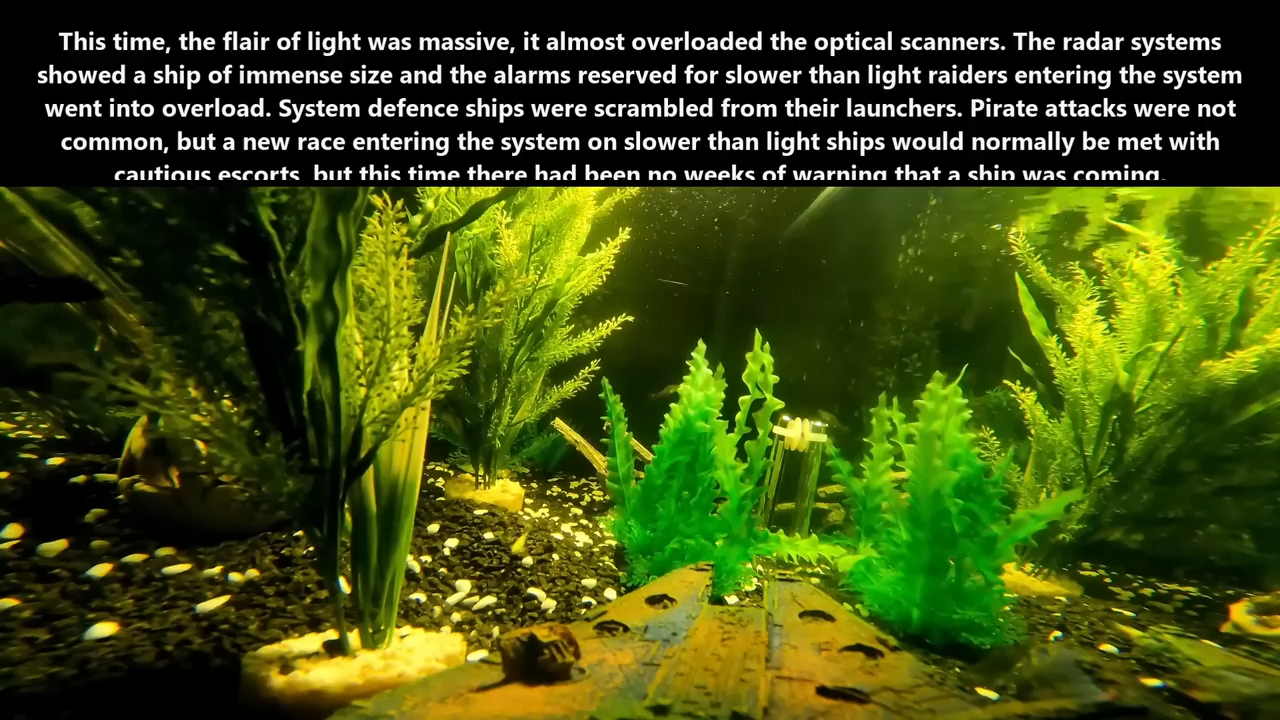 This time, the flair of light was massive, it almost overloaded the optical scanners. The radar systems
showed a ship of immense size and the alarms reserved for slower than light raiders entering the system
went into overload. System defence ships were scrambled from their launchers. Pirate attacks were not
common, but a new race entering the system on slower than light ships would normally be met with
cautious escorts, but this time there had been no weeks of warning that a ship was coming.